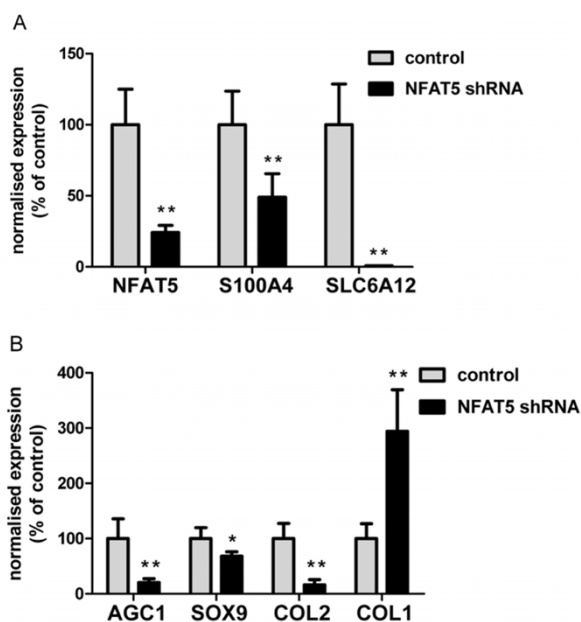 A
normalised expression
(% of control)
150
100
50
0
control
NFAT5 shRNA
**
**
**
NFAT5 S100A4 SLC6A12
B
normalised expression
(% of control)
400
300
200
100
0
control
NFAT5 shRNA
**
*
**
**
AGC1 SOX9 COL2 COL1